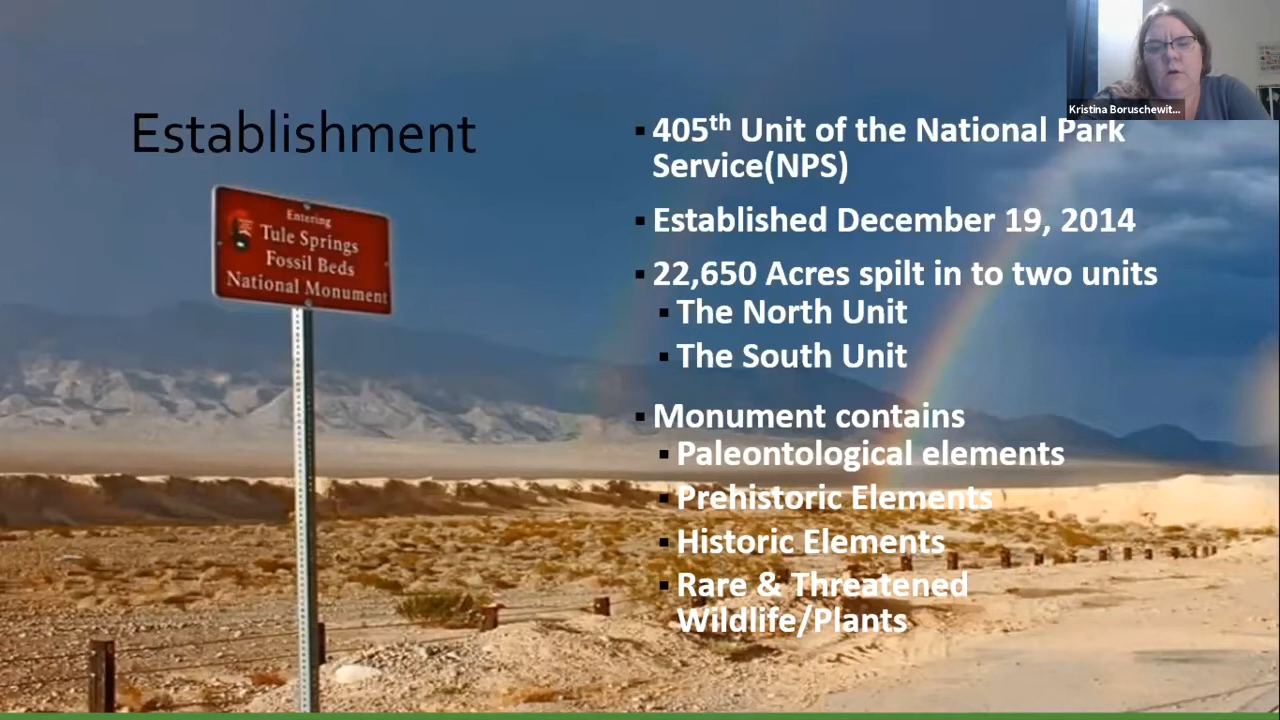 Kristina Boruschewit...
Establishment
Entering
Tule Springs
Fossil Beds
National Monument
▪ 405th Unit of the National Park
Service(NPS)
▪ Established December 19, 2014
▪ 22,650 Acres spilt in to two units
▪ The North Unit
▪ The South Unit
▪ Monument contains
▪ Paleontological elements
▪ Prehistoric Elements
▪ Historic Elements
▪ Rare & Threatened
Wildlife/Plants